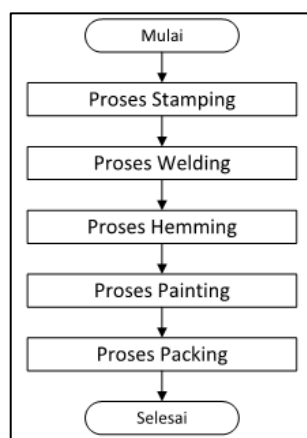 Mulai
Proses Stamping
Proses Welding
Proses Hemming
Proses Painting
Proses Packing
Selesai